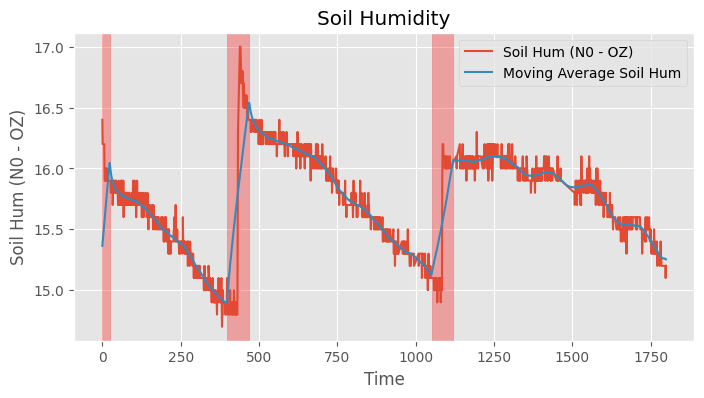 Soil Humidity
Soil Hum (N0 - OZ)
Moving Average Soil Hum
Soil Hum (N0 - OZ)
17.0
16.5
16.0
15.5
15.0
0 250 500 750 1000 1250 1500 1750
Time